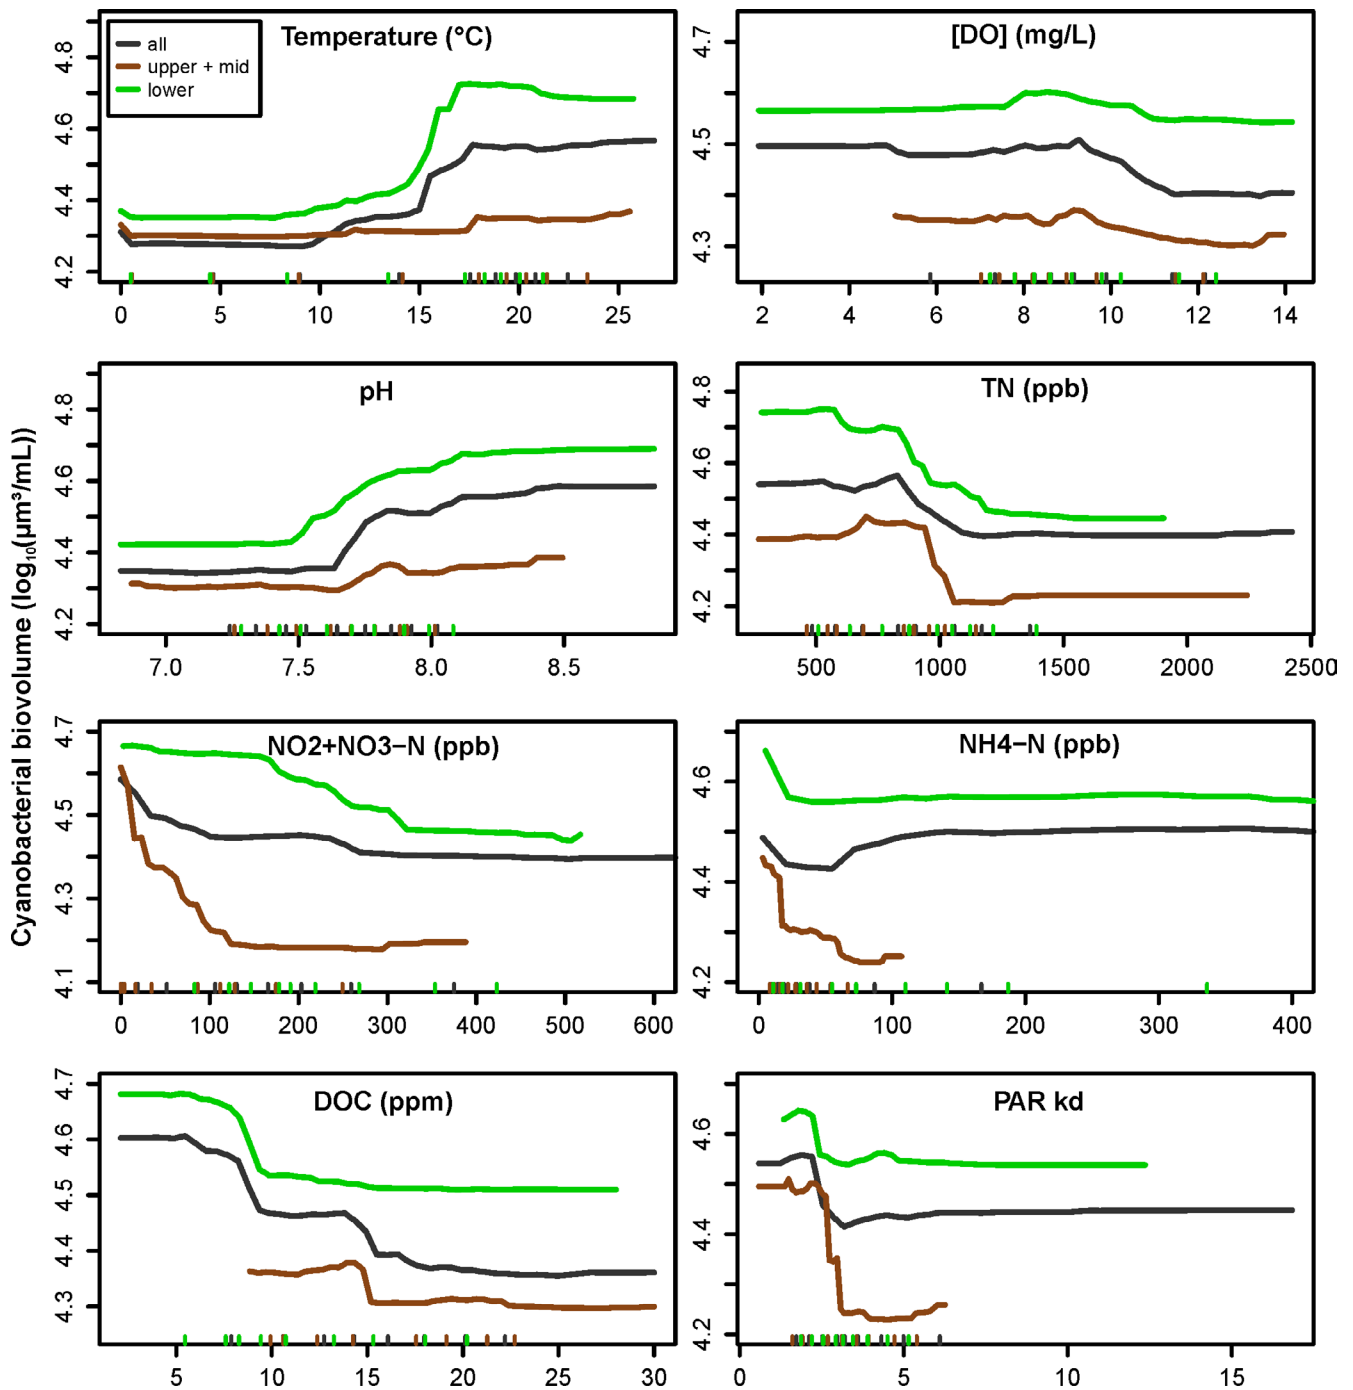 Cyanobacterial biovolume (log₁₀(µm³/mL))
Temperature (°C)
all
upper + mid
lower
4.2 4.4 4.6 4.8
0 5 10 15 20 25
[DO] (mg/L)
4.3 4.5 4.7
2 4 6 8 10 12 14
pH
4.2 4.4 4.6 4.8
7.0 7.5 8.0 8.5
TN (ppb)
4.2 4.4 4.6 4.8
500 1000 1500 2000 2500
NO2+NO3−N (ppb)
4.1 4.3 4.5 4.7
0 100 200 300 400 500 600
NH4−N (ppb)
4.2 4.4 4.6
0 100 200 300 400
DOC (ppm)
4.3 4.4 4.5 4.6 4.7
5 10 15 20 25 30
PAR kd
4.2 4.4 4.6
0 5 10 15